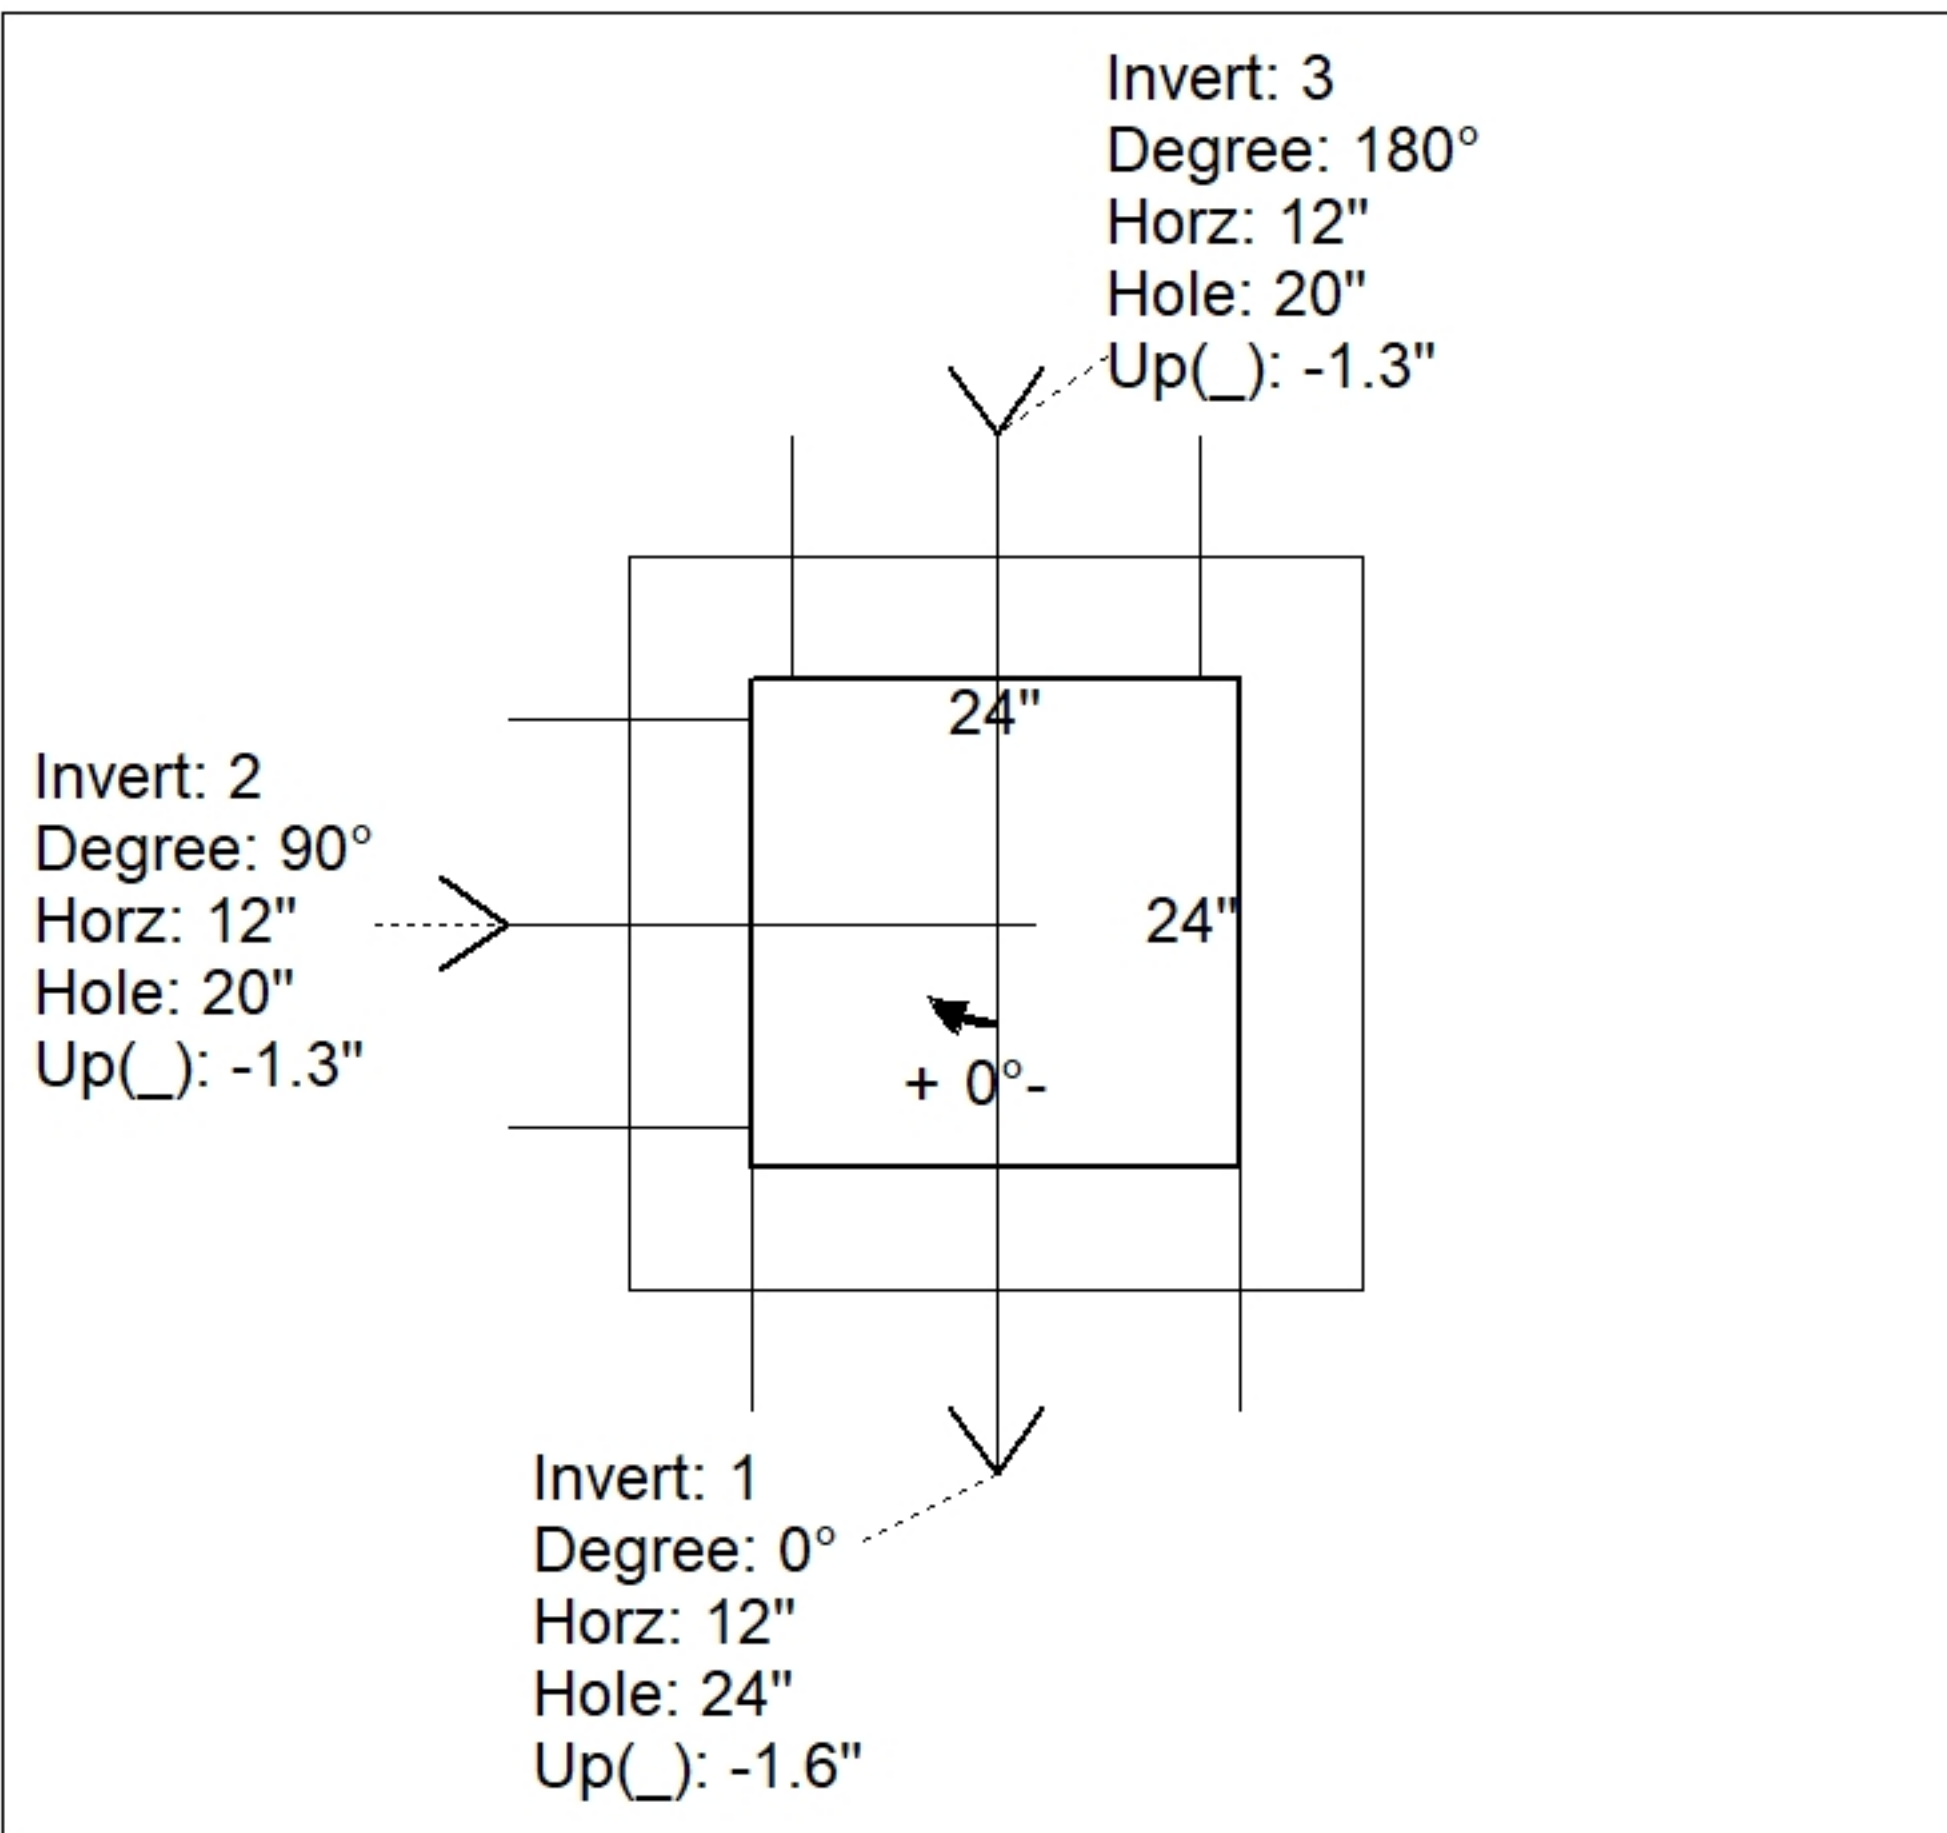 Invert: 3
Degree: 180°
Horz: 12"
Hole: 20"
Up(_): -1.3"
24"
Invert: 2
Degree: 90°
Horz: 12"
Hole: 20"
Up(_): -1.3"
24"
+ 0°-
Invert: 1
Degree: 0°
Horz: 12"
Hole: 24"
Up(_): -1.6"